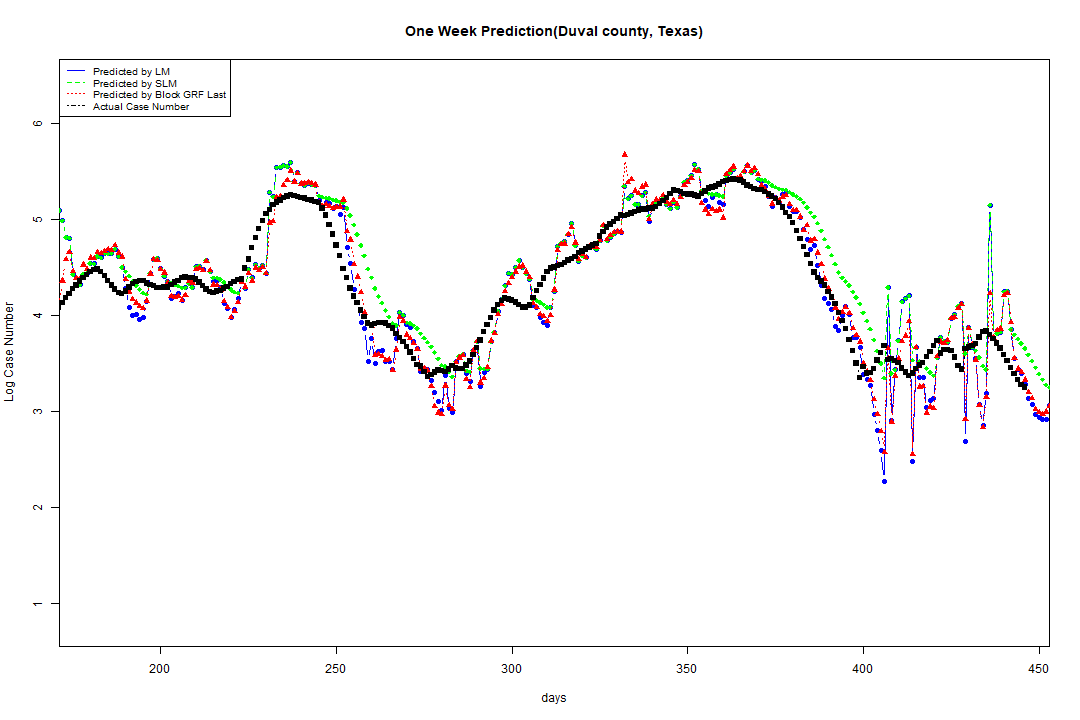 One Week Prediction(Duval county, Texas)
Predicted by LM
Predicted by SLM
Predicted by Block GRF Last
Actual Case Number
6
5
4
3
2
1
Log Case Number
200 250 300 350 400 450
days